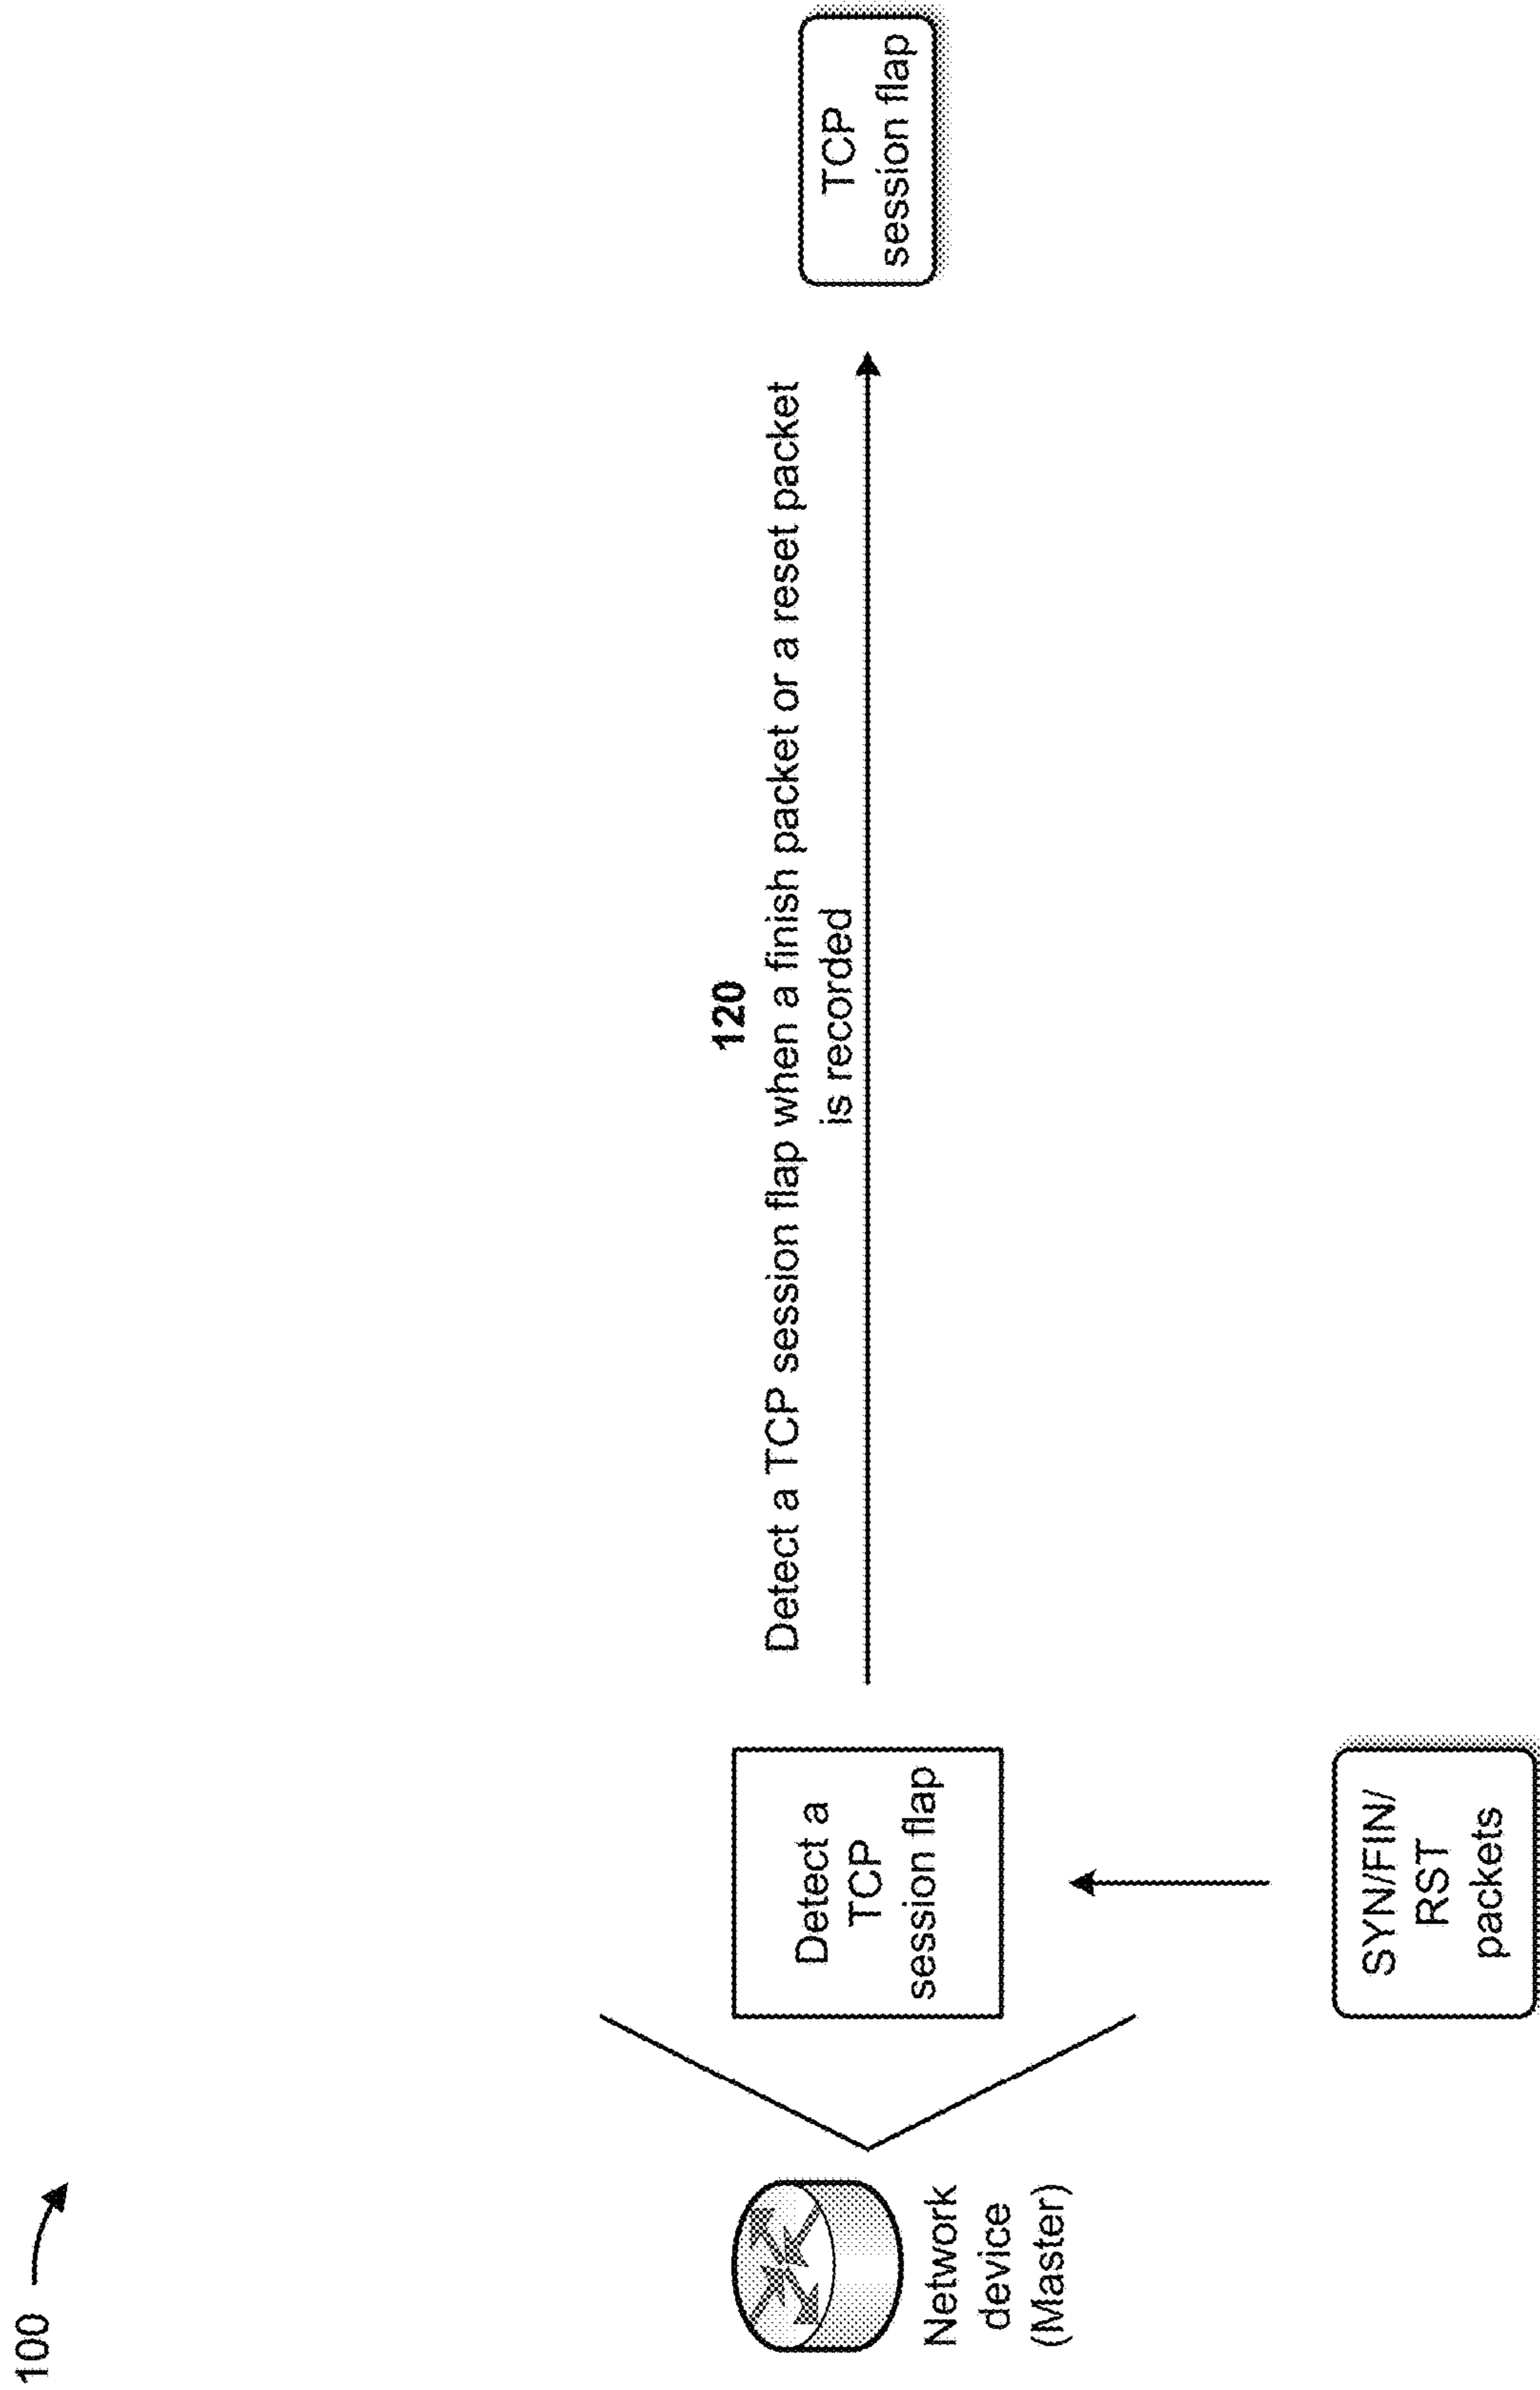 100
120
Detect a TCP session flap when a finish packet or a reset packet
is recorded
Network
device
(Master)
Detect a
TCP
session flap
TCP
session flap
SYN/FIN/
RST
packets